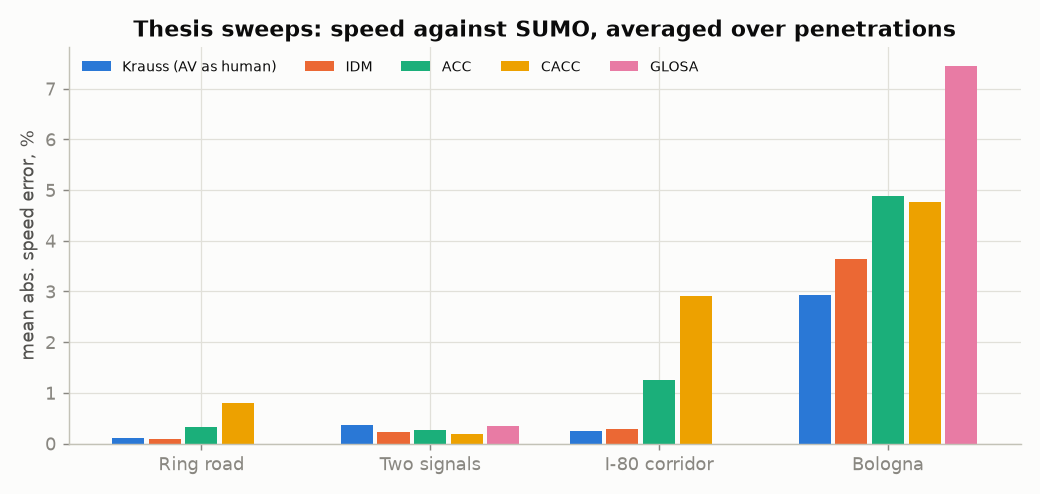 Thesis sweeps: speed against SUMO, averaged over penetrations
Krauss (AV as human) IDM ACC CACC GLOSA
mean abs. speed error, %
7
6
5
4
3
2
1
0
Ring road Two signals I-80 corridor Bologna